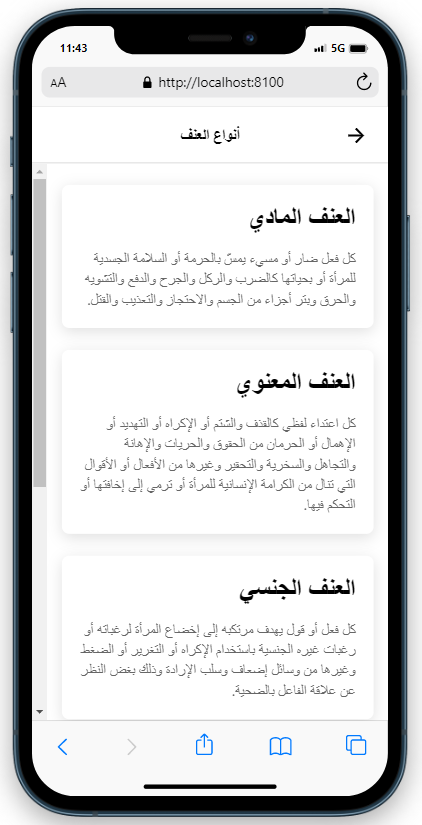 11:43
5G
AA
http://localhost:8100
أنواع العنف
العنف المادي
كل فعل ضار أو مسيء يمسّ بالحرمة أو السلامة الجسدية
للمرأة أو بحياتها كالضرب والركل والجرح والدفع والتشويه
والحرق وبتر أجزاء من الجسم والاحتجاز والتعذيب والقتل.
العنف المعنوي
كل اعتداء لفظي كالقذف والشتم أو الإكراه أو التهديد أو
الإهمال أو الحرمان من الحقوق والحريات والإهانة
والتجاهل والسخرية والتحقير وغيرها من الأفعال أو الأقوال
التي تنال من الكرامة الإنسانية للمرأة أو ترمي إلى إخافتها أو
التحكم فيها.
العنف الجنسي
كل فعل أو قول يهدف مرتكبه إلى إخضاع المرأة لرغباته أو
رغبات غيره الجنسية باستخدام الإكراه أو التغرير أو الضغط
وغيرها من وسائل إضعاف وسلب الإرادة وذلك بغض النظر
عن علاقة الفاعل بالضحية.